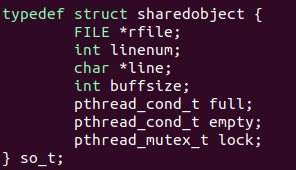 typedef struct sharedobject {
        FILE *rfile;
        int linenum;
        char *line;
        int buffsize;
        pthread_cond_t full;
        pthread_cond_t empty;
        pthread_mutex_t lock;
} so_t;